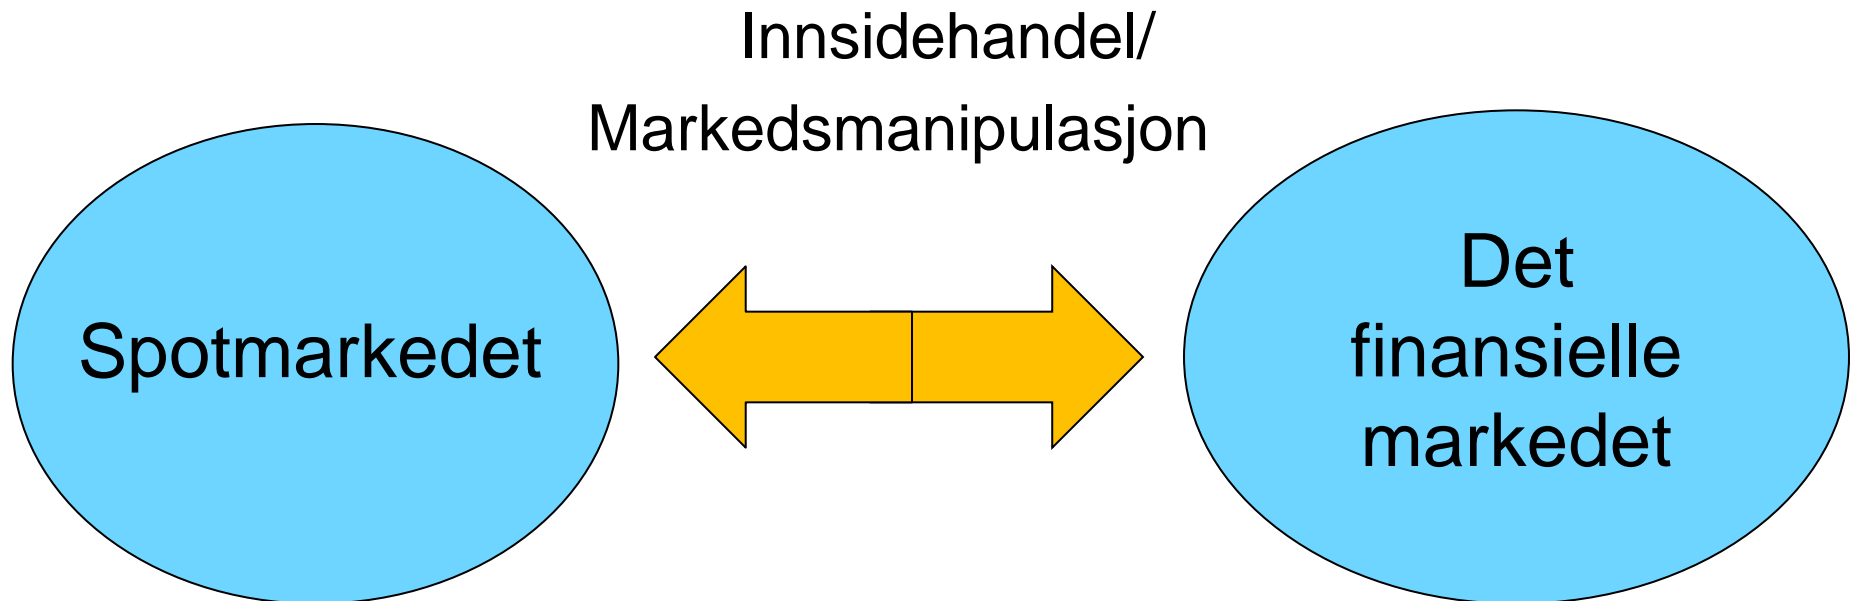 Innsidehandel/
Markedsmanipulasjon
Spotmarkedet
Det
finansielle
markedet